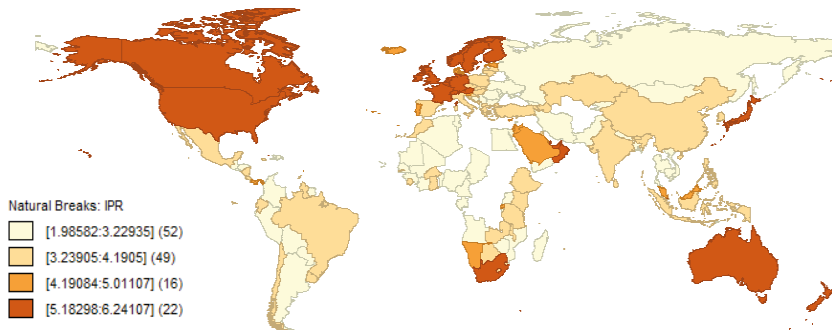 Natural Breaks: IPR
[1.98582:3.22935] (52)
[3.23905:4.1905] (49)
[4.19084:5.01107] (16)
[5.18298:6.24107] (22)